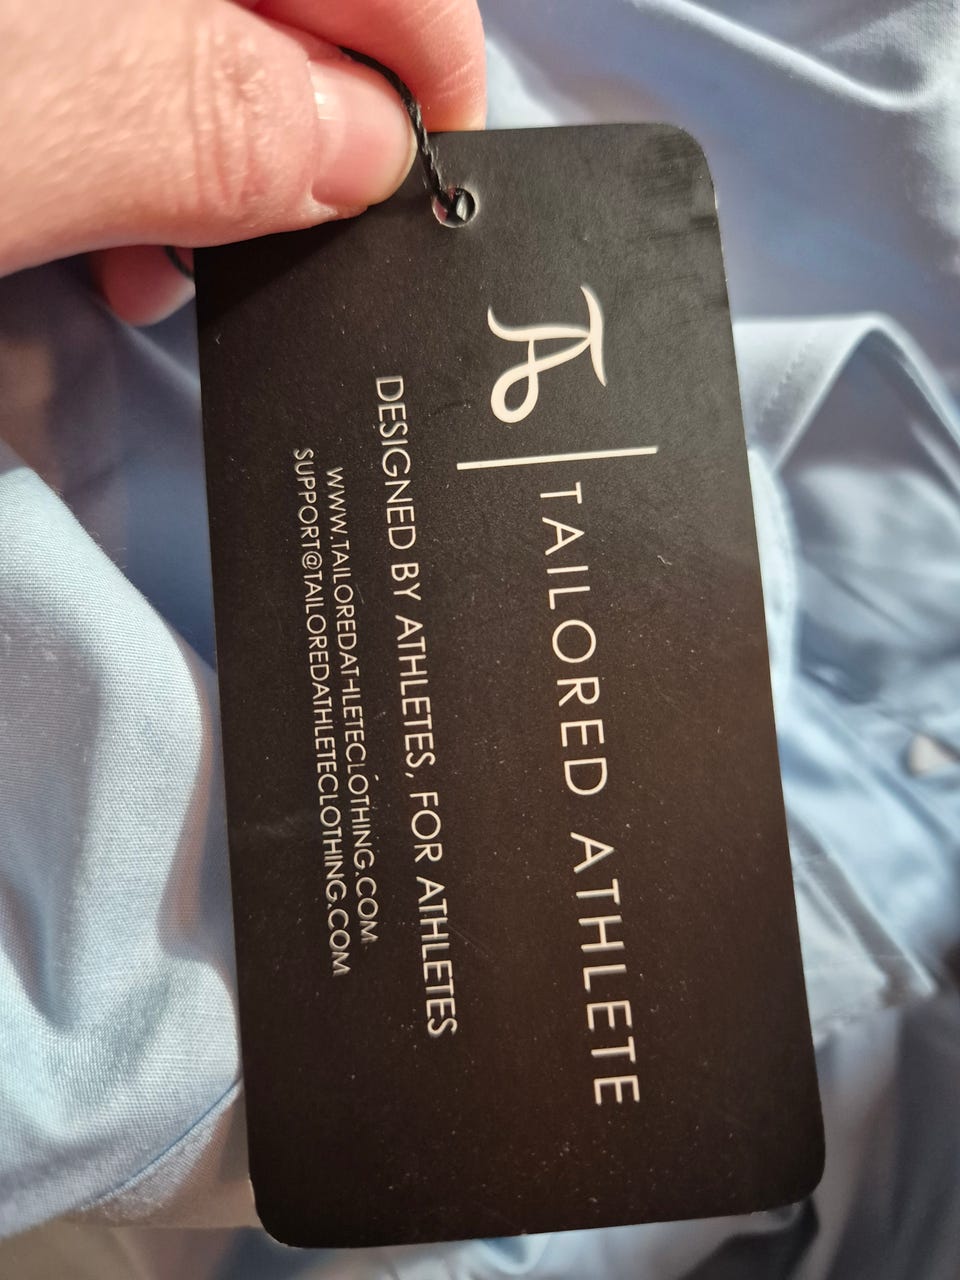 TA | TAILORED ATHLETE
DESIGNED BY ATHLETES, FOR ATHLETES
WWW.TAILOREDATHLETECLOTHING.COM
SUPPORT@TAILOREDATHLETECLOTHING.COM